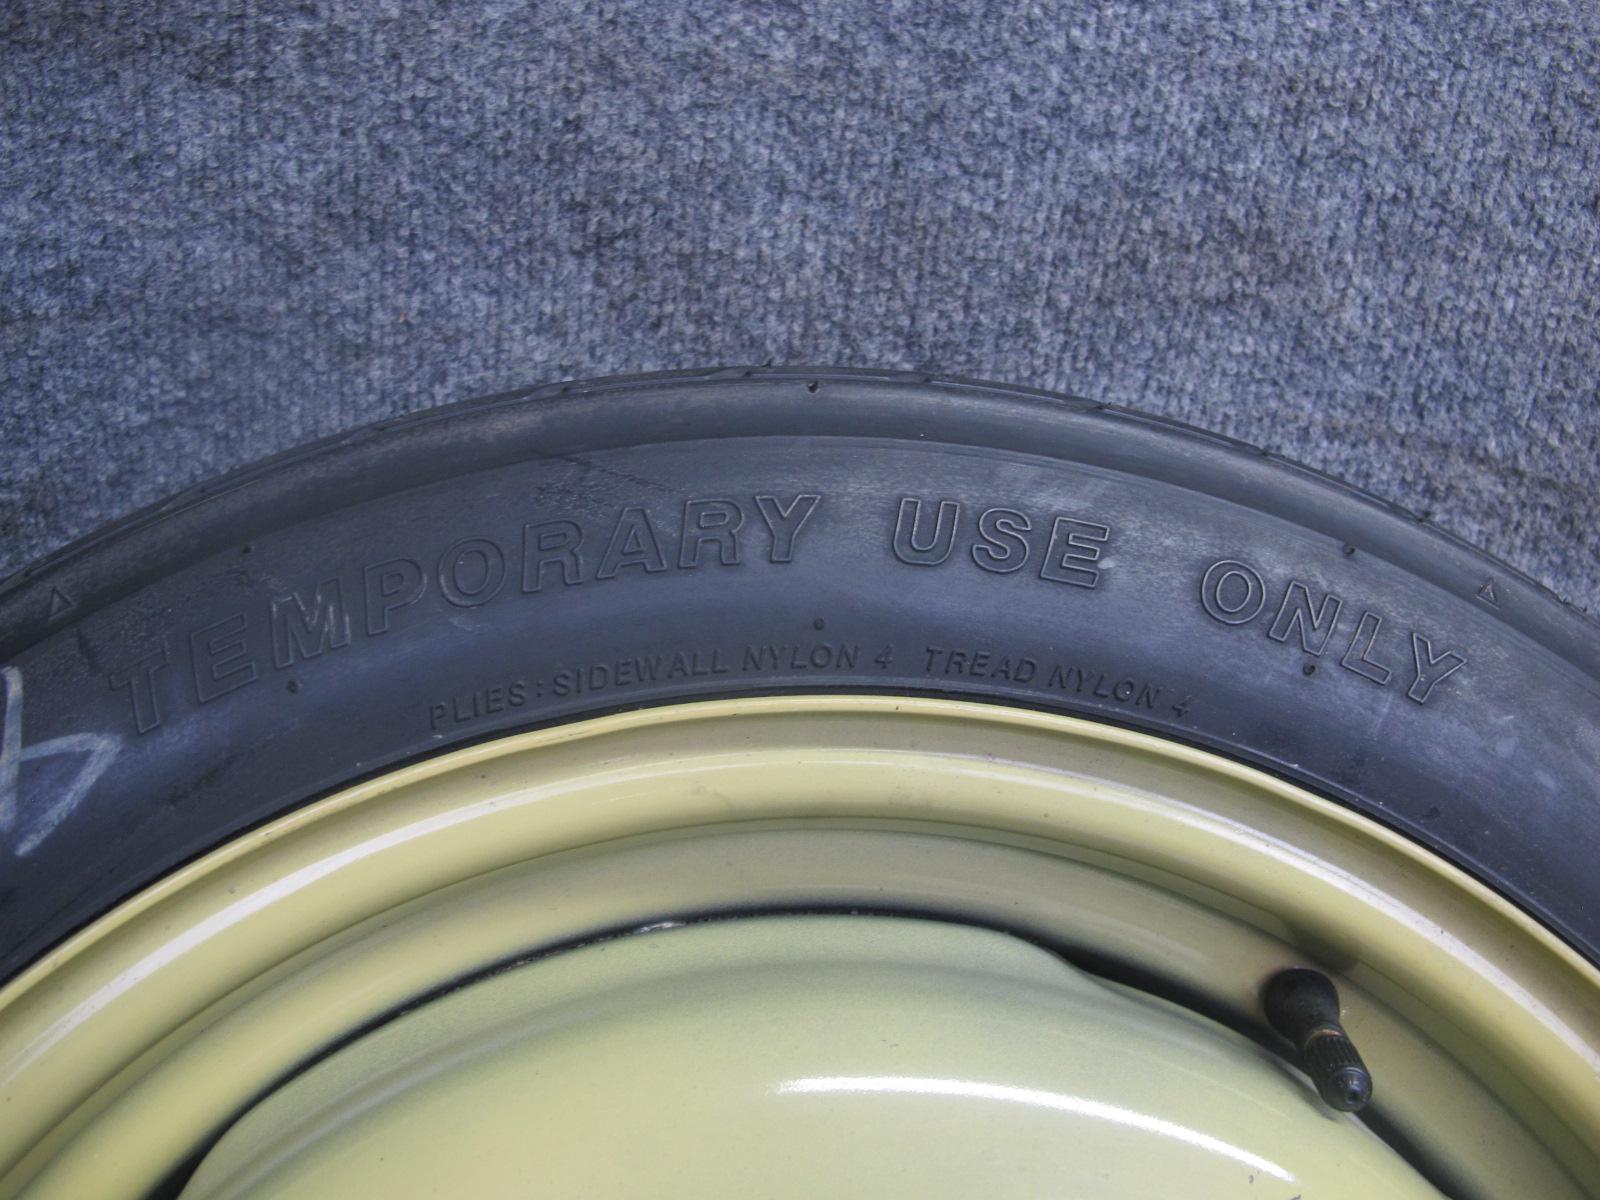 TEMPORARY USE ONLY
PLIES: SIDEWALL NYLON 4 TREAD NYLON 4